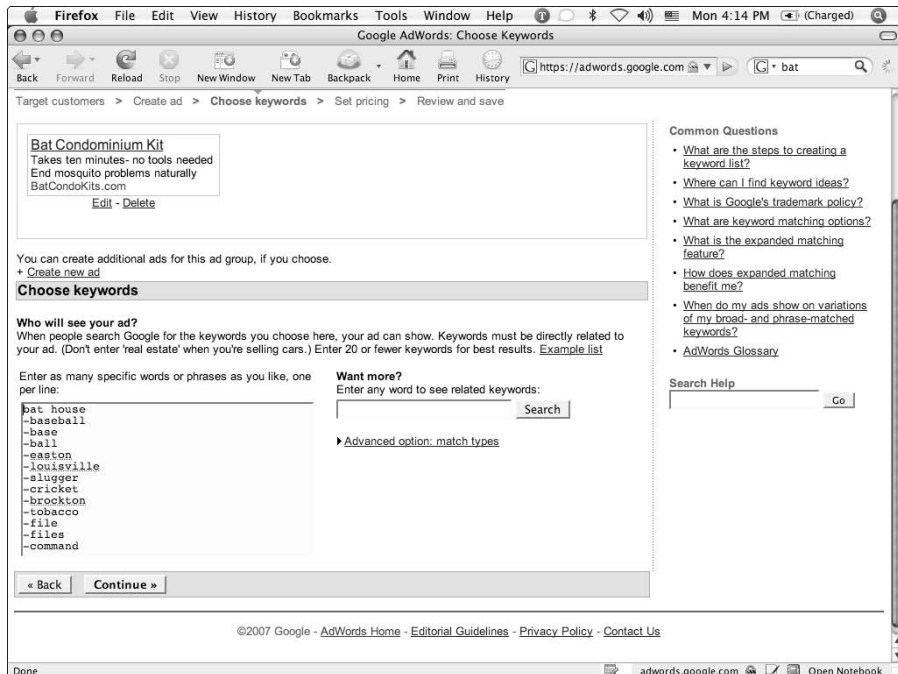 Firefox File Edit View History Bookmarks Tools Window Help Mon 4:14 PM (Charged)
Google AdWords: Choose Keywords
Back Forward Reload Stop New Window New Tab Backpack Home Print History https://adwords.google.com bat
Target customers > Create ad > Choose keywords > Set pricing > Review and save
Bat Condominium Kit
Takes ten minutes- no tools needed
End mosquito problems naturally
BatCondoKits.com
Edit - Delete
You can create additional ads for this ad group, if you choose.
+ Create new ad
Choose keywords
Who will see your ad?
When people search Google for the keywords you choose here, your ad can show. Keywords must be directly related to
your ad. (Don't enter 'real estate' when you're selling cars.) Enter 20 or fewer keywords for best results. Example list
Enter as many specific words or phrases as you like, one
per line:
bat house
-baseball
-base
-ball
-easton
-louisville
-slugger
-cricket
-brockton
-tobacco
-file
-files
-command
Want more?
Enter any word to see related keywords:
Search
Advanced option: match types
« Back Continue »
Common Questions
• What are the steps to creating a
keyword list?
• Where can I find keyword ideas?
• What is Google's trademark policy?
• What are keyword matching options?
• What is the expanded matching
feature?
• How does expanded matching
benefit me?
• When do my ads show on variations
of my broad- and phrase-matched
keywords?
• AdWords Glossary
Search Help
Go
©2007 Google - AdWords Home - Editorial Guidelines - Privacy Policy - Contact Us
Done adwords.google.com Open Notebook